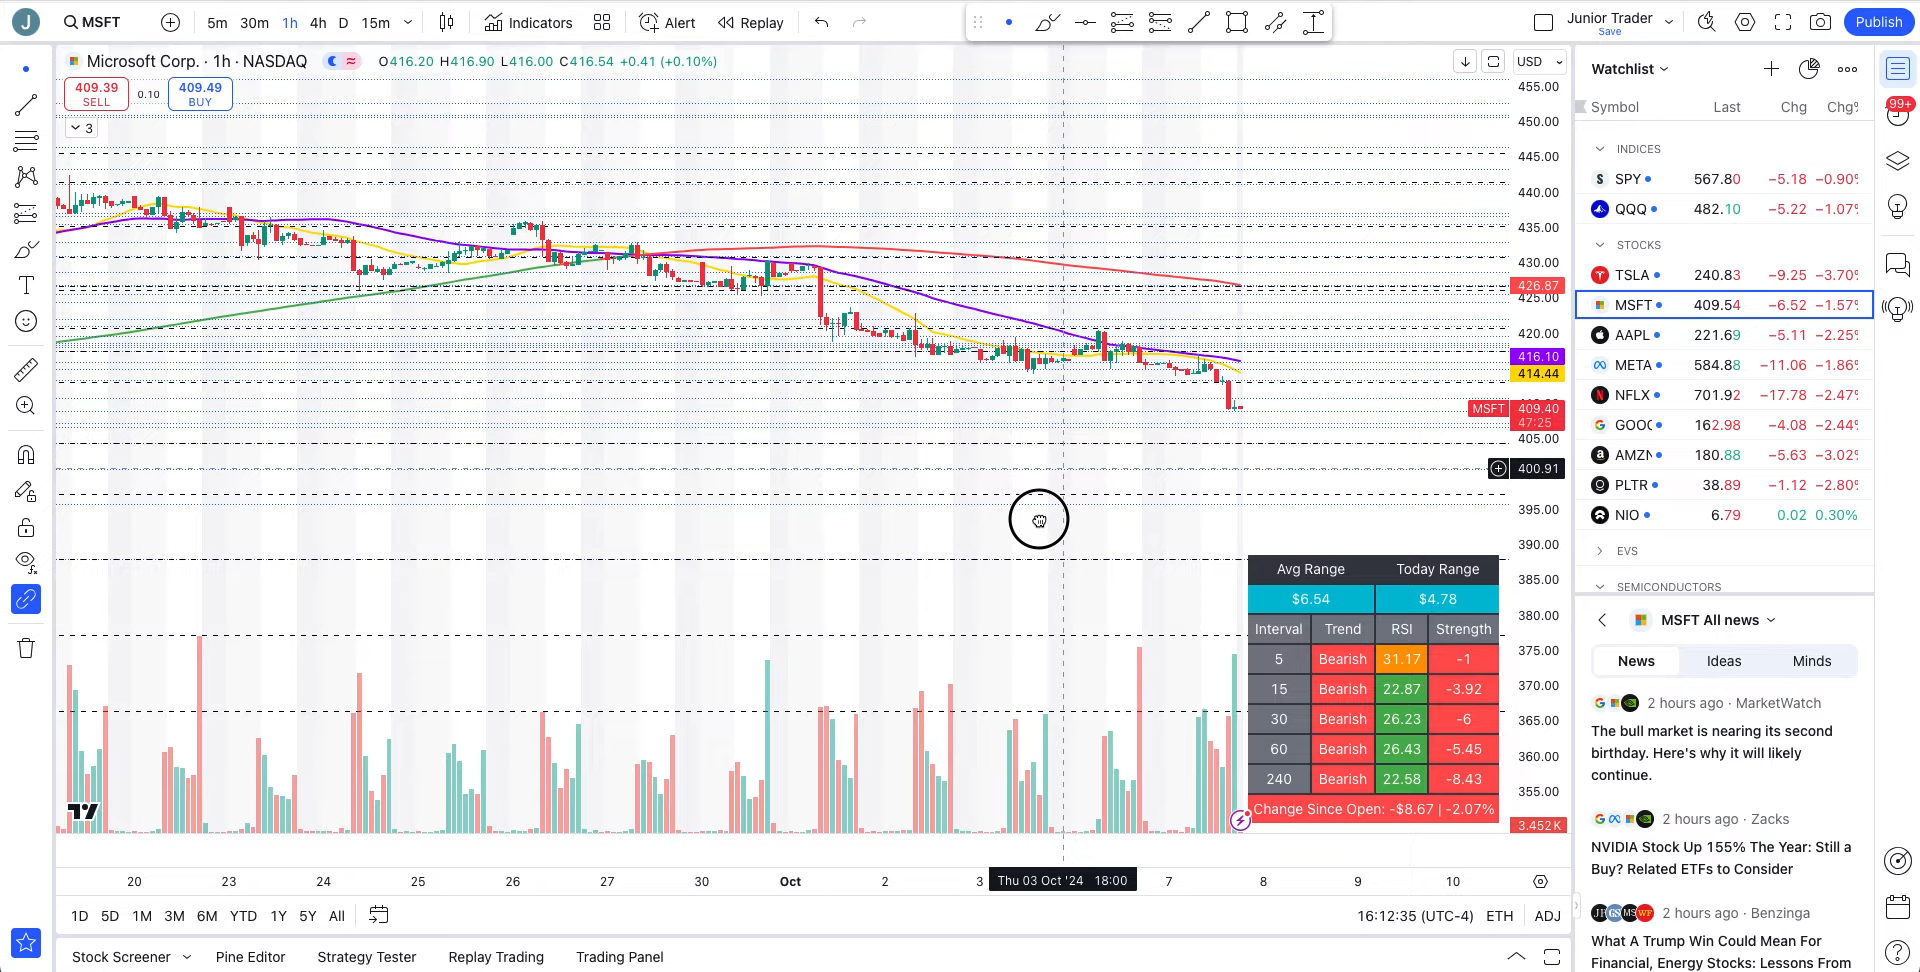 J
MSFT
5m 30m 1h 4h D 15m
Indicators
Alert
Replay
Junior Trader
Save
Publish
Microsoft Corp. · 1h · NASDAQ
O416.20 H416.90 L416.00 C416.54 +0.41 (+0.10%)
409.39
SELL
0.10
409.49
BUY
3
USD
455.00
450.00
445.00
440.00
435.00
430.00
426.87
425.00
420.00
416.10
414.44
MSFT 409.40
47:25
405.00
400.91
395.00
390.00
385.00
380.00
375.00
370.00
365.00
360.00
355.00
3.452K
Avg Range Today Range
$6.54 $4.78
Interval Trend RSI Strength
5 Bearish 31.17 -1
15 Bearish 22.87 -3.92
30 Bearish 26.23 -6
60 Bearish 26.43 -5.45
240 Bearish 22.58 -8.43
Change Since Open: -$8.67 | -2.07%
20 23 24 25 26 27 30 Oct 2 3 Thu 03 Oct '24 18:00 7 8 9 10
1D 5D 1M 3M 6M YTD 1Y 5Y All
16:12:35 (UTC-4) ETH ADJ
Stock Screener Pine Editor Strategy Tester Replay Trading Trading Panel
Watchlist
Symbol Last Chg Chg%
INDICES
SPY 567.80 −5.18 −0.90%
QQQ 482.10 −5.22 −1.07%
STOCKS
TSLA 240.83 −9.25 −3.70%
MSFT 409.54 −6.52 −1.57%
AAPL 221.69 −5.11 −2.25%
META 584.88 −11.06 −1.86%
NFLX 701.92 −17.78 −2.47%
GOOG 162.98 −4.08 −2.44%
AMZN 180.88 −5.63 −3.02%
PLTR 38.89 −1.12 −2.80%
NIO 6.79 0.02 0.30%
EVS
SEMICONDUCTORS
MSFT All news
News Ideas Minds
2 hours ago · MarketWatch
The bull market is nearing its second
birthday. Here's why it will likely
continue.
2 hours ago · Zacks
NVIDIA Stock Up 155% The Year: Still a
Buy? Related ETFs to Consider
2 hours ago · Benzinga
What A Trump Win Could Mean For
Financial, Energy Stocks: Lessons From
99+